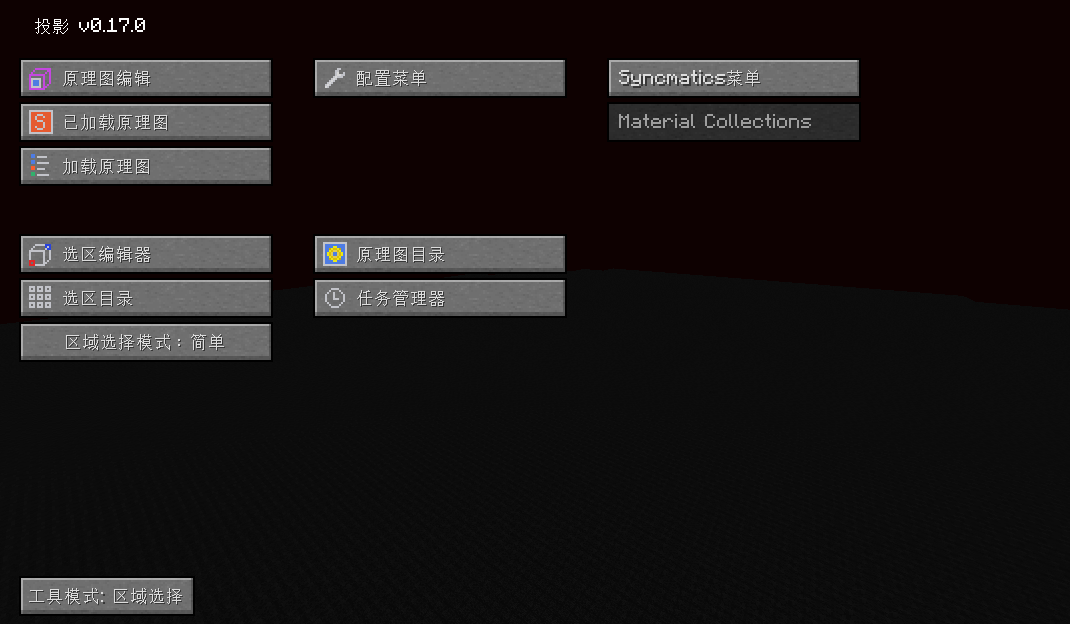 投影 v0.17.0
原理图编辑
配置菜单
Syncmatics菜单
已加载原理图
Material Collections
加载原理图
选区编辑器
原理图目录
选区目录
任务管理器
区域选择模式：简单
工具模式: 区域选择